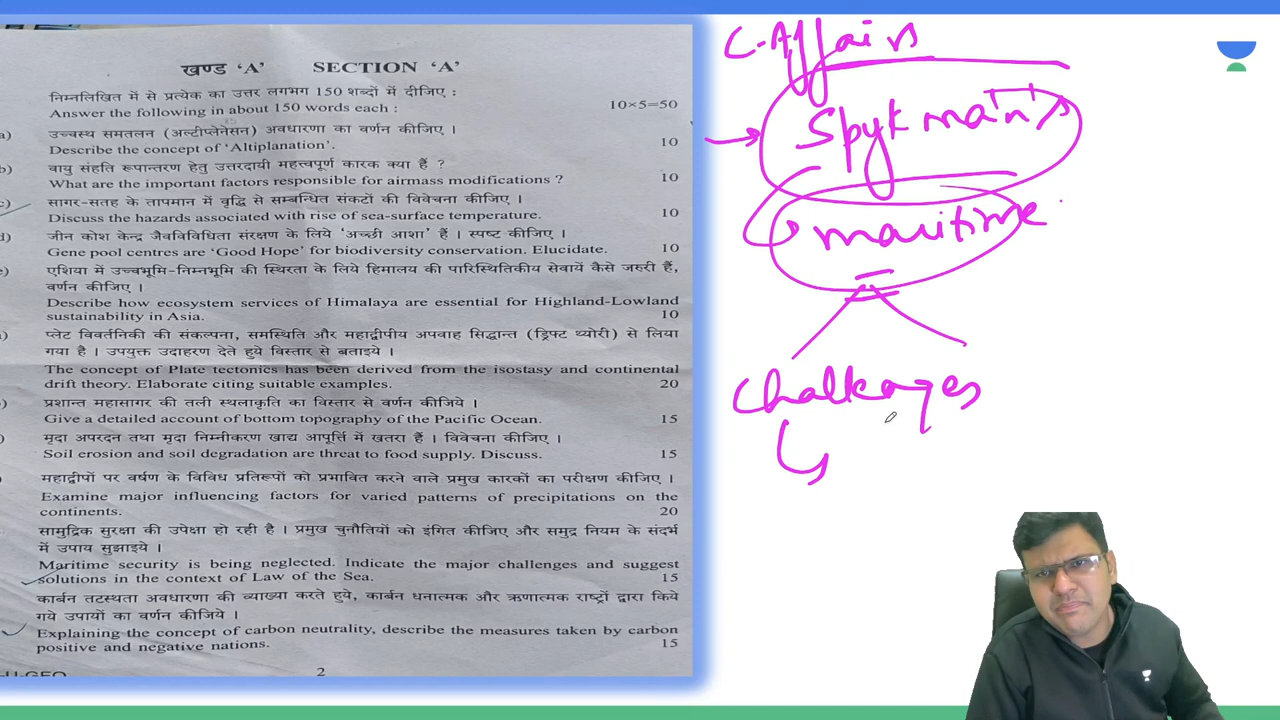 खण्ड 'A' SECTION 'A'
निम्नलिखित में से प्रत्येक का उत्तर लगभग 150 शब्दों में दीजिए :
Answer the following in about 150 words each : 10×5=50
a) उच्चस्थ समतलन (अल्टीप्लेनेसन) अवधारणा का वर्णन कीजिए ।
Describe the concept of 'Altiplanation'. 10
b) वायु संहति रूपान्तरण हेतु उत्तरदायी महत्त्वपूर्ण कारक क्या हैं ?
What are the important factors responsible for airmass modifications ? 10
c) सागर-सतह के तापमान में वृद्धि से सम्बन्धित संकटों की विवेचना कीजिए ।
Discuss the hazards associated with rise of sea-surface temperature. 10
d) जीन कोश केन्द्र जैवविविधता लिये 'अच्छी आशा' हैं । स्पष्ट कीजिए ।
Gene pool centres are 'Good Hope' for biodiversity conservation. Elucidate. 10
e) एशिया में उच्चभूमि-निम्नभूमि की स्थिरता के लिये हिमालय की पारिस्थितिकीय सेवायें कैसे जरुरी हैं,
वर्णन कीजिए ।
Describe how stem services of Himalaya are essential for Highland-Lowland
sustainability in Asia. 10
प्लेट विवर्तनिकी की संकल्पना, समस्थिति और महाद्वीपीय अपवाह सिद्धान्त (ड्रिफ्ट थ्योरी) से लिया
गया है । उपयुक्त उदाहरण देते हुये विस्तार से बताइये ।
The concept of Plate tectonics has been derived from the isostasy and continental
drift theory. Elaborate citing suitable examples. 20
प्रशान्त की तली का विस्तार से वर्णन कीजिये ।
Give a detailed account of bottom topography of the Pacific Ocean. 15
मृदा अपरदन तथा मृदा निम्नीकरण खाद्य आपूर्ति में खतरा हैं । विवेचना कीजिए ।
Soil erosion and soil degradation are threat to food supply. Discuss. 15
महाद्वीपों पर वर्षण के विविध प्रतिरूपों को प्रभावित करने वाले प्रमुख कारकों का परीक्षण कीजिए ।
Examine major influencing factors for varied patterns of precipitations on the
continents. 20
सामुद्रिक सुरक्षा की उपेक्षा हो रही है । प्रमुख चुनौतियों को इंगित कीजिए और समुद्र नियम के संदर्भ
में उपाय सुझाइये ।
Maritime security is being neglected. Indicate the major challenges and suggest
solutions in the context of Law of the Sea. 15
कार्बन तटस्थता अवधारणा की व्याख्या करते हुये, कार्बन धनात्मक और ऋणात्मक राष्ट्रों द्वारा किये
गये उपायों का वर्णन कीजिये ।
Explaining the concept of carbon neutrality, describe the measures taken by carbon
positive and negative nations. 15
2
C-Affairs
Spykman's
maritime
Challenges